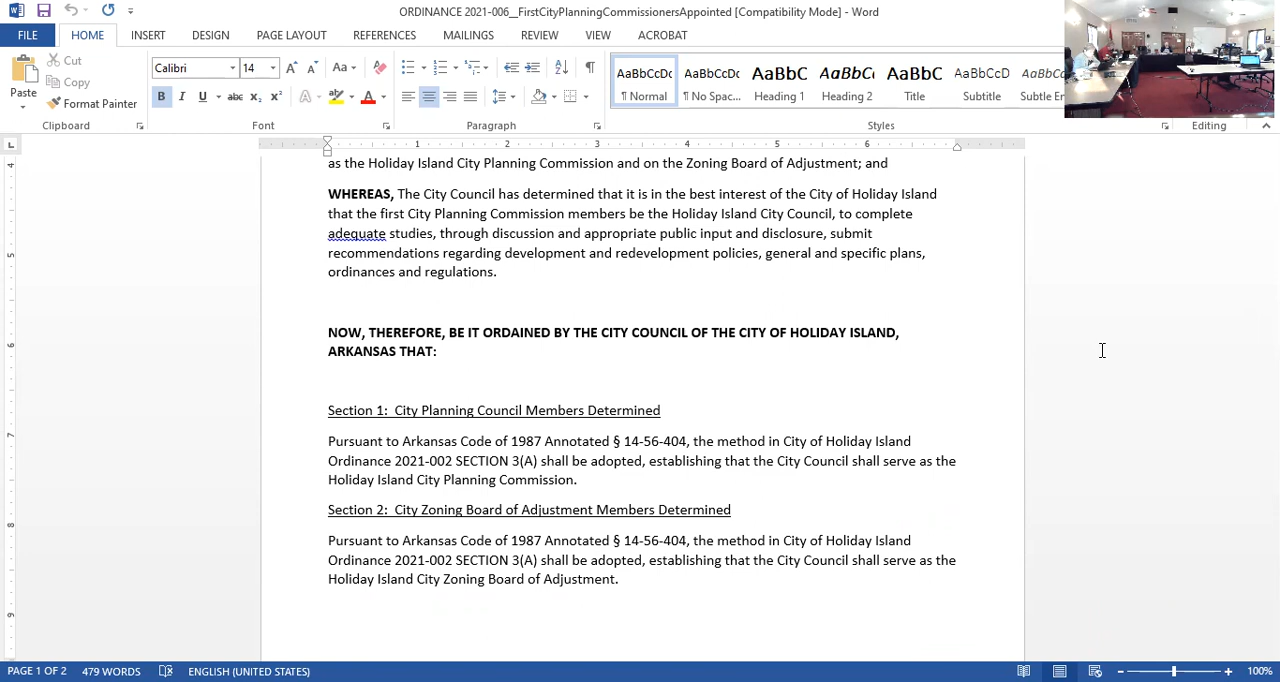 ORDINANCE 2021-006__FirstCityPlanningCommissionersAppointed [Compatibility Mode] - Word
FILE HOME INSERT DESIGN PAGE LAYOUT REFERENCES MAILINGS REVIEW VIEW ACROBAT
Cut
Copy
Format Painter
Paste
Clipboard
Calibri 14
Font
Paragraph
AaBbCcDc AaBbCcDc AaBbC AaBbCc AaBbC AaBbCcD AaBbCc
¶ Normal ¶ No Spac... Heading 1 Heading 2 Title Subtitle Subtle Em
Styles
Editing
1 2 3 4 5 6
as the Holiday Island City Planning Commission and on the Zoning Board of Adjustment; and
WHEREAS, The City Council has determined that it is in the best interest of the City of Holiday Island
that the first City Planning Commission members be the Holiday Island City Council, to complete
adequate studies, through discussion and appropriate public input and disclosure, submit
recommendations regarding development and redevelopment policies, general and specific plans,
ordinances and regulations.
NOW, THEREFORE, BE IT ORDAINED BY THE CITY COUNCIL OF THE CITY OF HOLIDAY ISLAND,
ARKANSAS THAT:
Section 1:  City Planning Council Members Determined
Pursuant to Arkansas Code of 1987 Annotated § 14-56-404, the method in City of Holiday Island
Ordinance 2021-002 SECTION 3(A) shall be adopted, establishing that the City Council shall serve as the
Holiday Island City Planning Commission.
Section 2:  City Zoning Board of Adjustment Members Determined
Pursuant to Arkansas Code of 1987 Annotated § 14-56-404, the method in City of Holiday Island
Ordinance 2021-002 SECTION 3(A) shall be adopted, establishing that the City Council shall serve as the
Holiday Island City Zoning Board of Adjustment.
PAGE 1 OF 2 479 WORDS ENGLISH (UNITED STATES) 100%